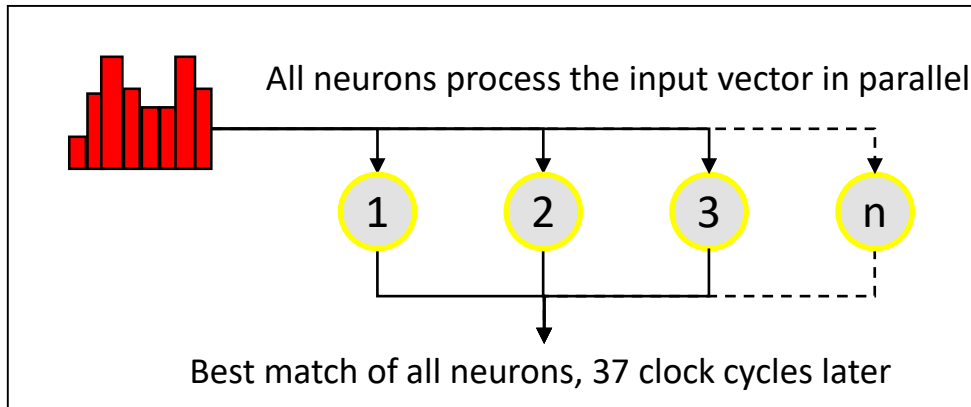 All neurons process the input vector in parallel
1 2 3 n
Best match of all neurons, 37 clock cycles later